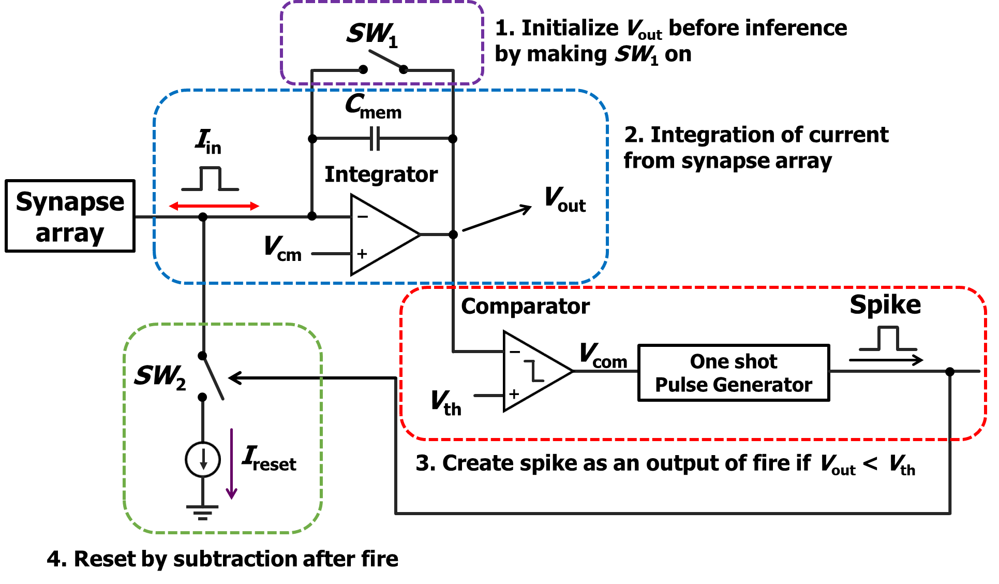 SW1
1. Initialize Vout before inference
by making SW1 on
Cmem
Iin
2. Integration of current
from synapse array
Integrator
Synapse
array
Vout
−
Vcm
+
Comparator
Spike
−
Vcom
One shot
Pulse Generator
SW2
Vth
+
Ireset
3. Create spike as an output of fire if Vout < Vth
4. Reset by subtraction after fire